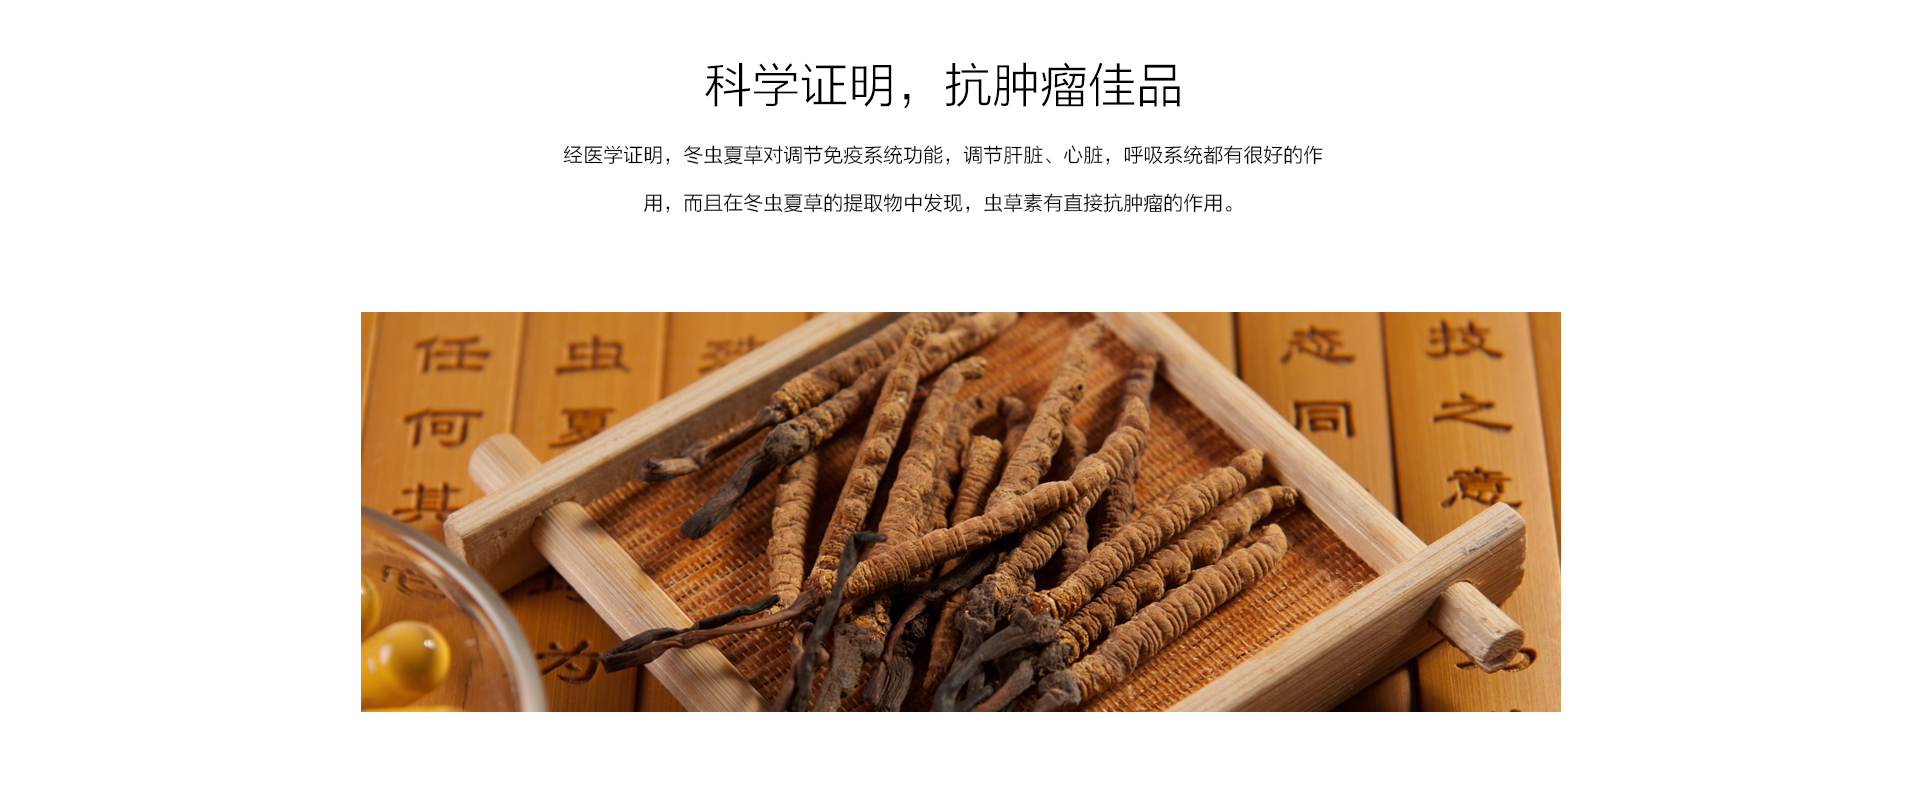 科学证明，抗肿瘤佳品
经医学证明，冬虫夏草对调节免疫系统功能，调节肝脏、心脏，呼吸系统都有很好的作
用，而且在冬虫夏草的提取物中发现，虫草素有直接抗肿瘤的作用。
任何其
虫夏
为
态同
技之意